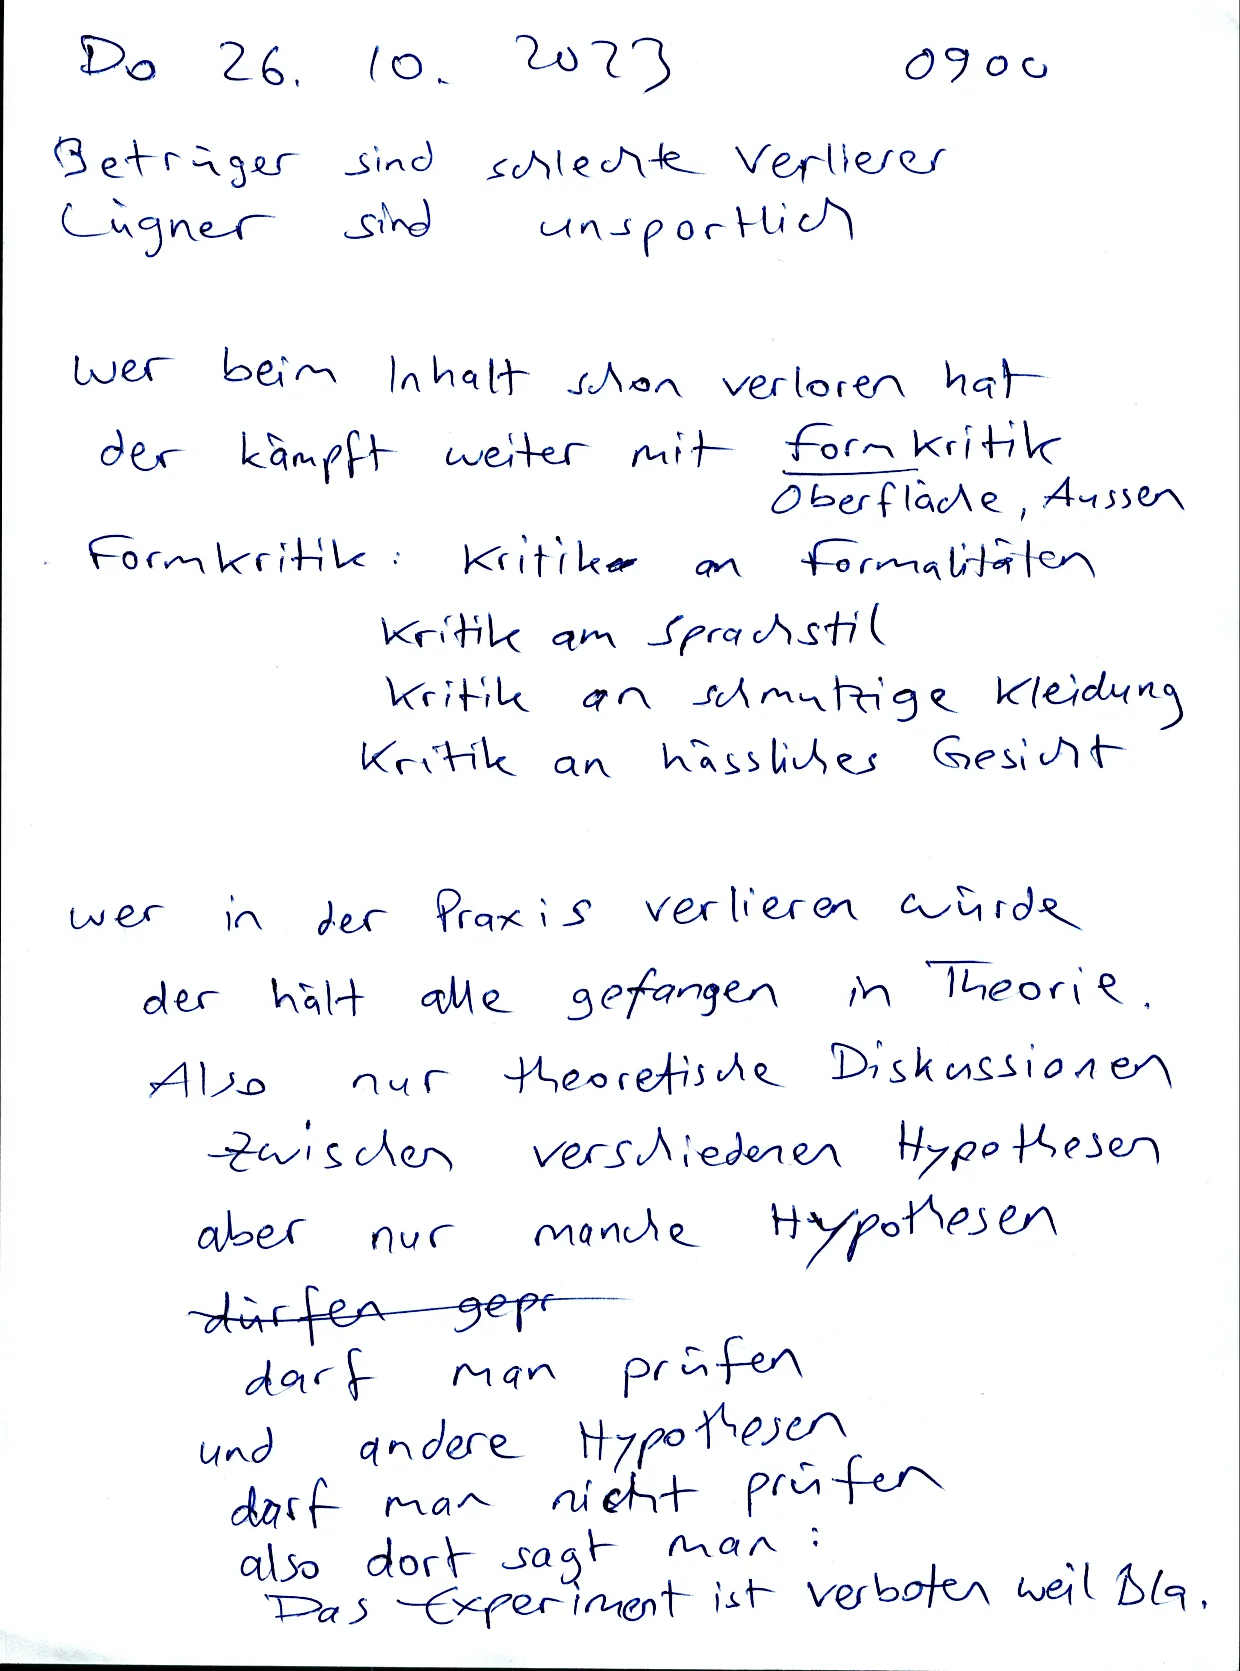 Do 26. 10. 2023 0900
Betrüger sind schlechte Verlierer
Lügner sind unsportlich
wer beim Inhalt schon verloren hat
der kämpft weiter mit Formkritik
Oberfläche, Aussen
Formkritik: Kritik an Formalitäten
Kritik am Sprachstil
Kritik an schmutzige Kleidung
Kritik an hässliches Gesicht
wer in der Praxis verlieren würde
der hält alle gefangen in Theorie.
Also nur theoretische Diskussionen
zwischen verschiedenen Hypothesen
aber nur manche Hypothesen
dürfen gepr
darf man prüfen
und andere Hypothesen
darf man nicht prüfen
also dort sagt man:
Das Experiment ist verboten weil Bla.